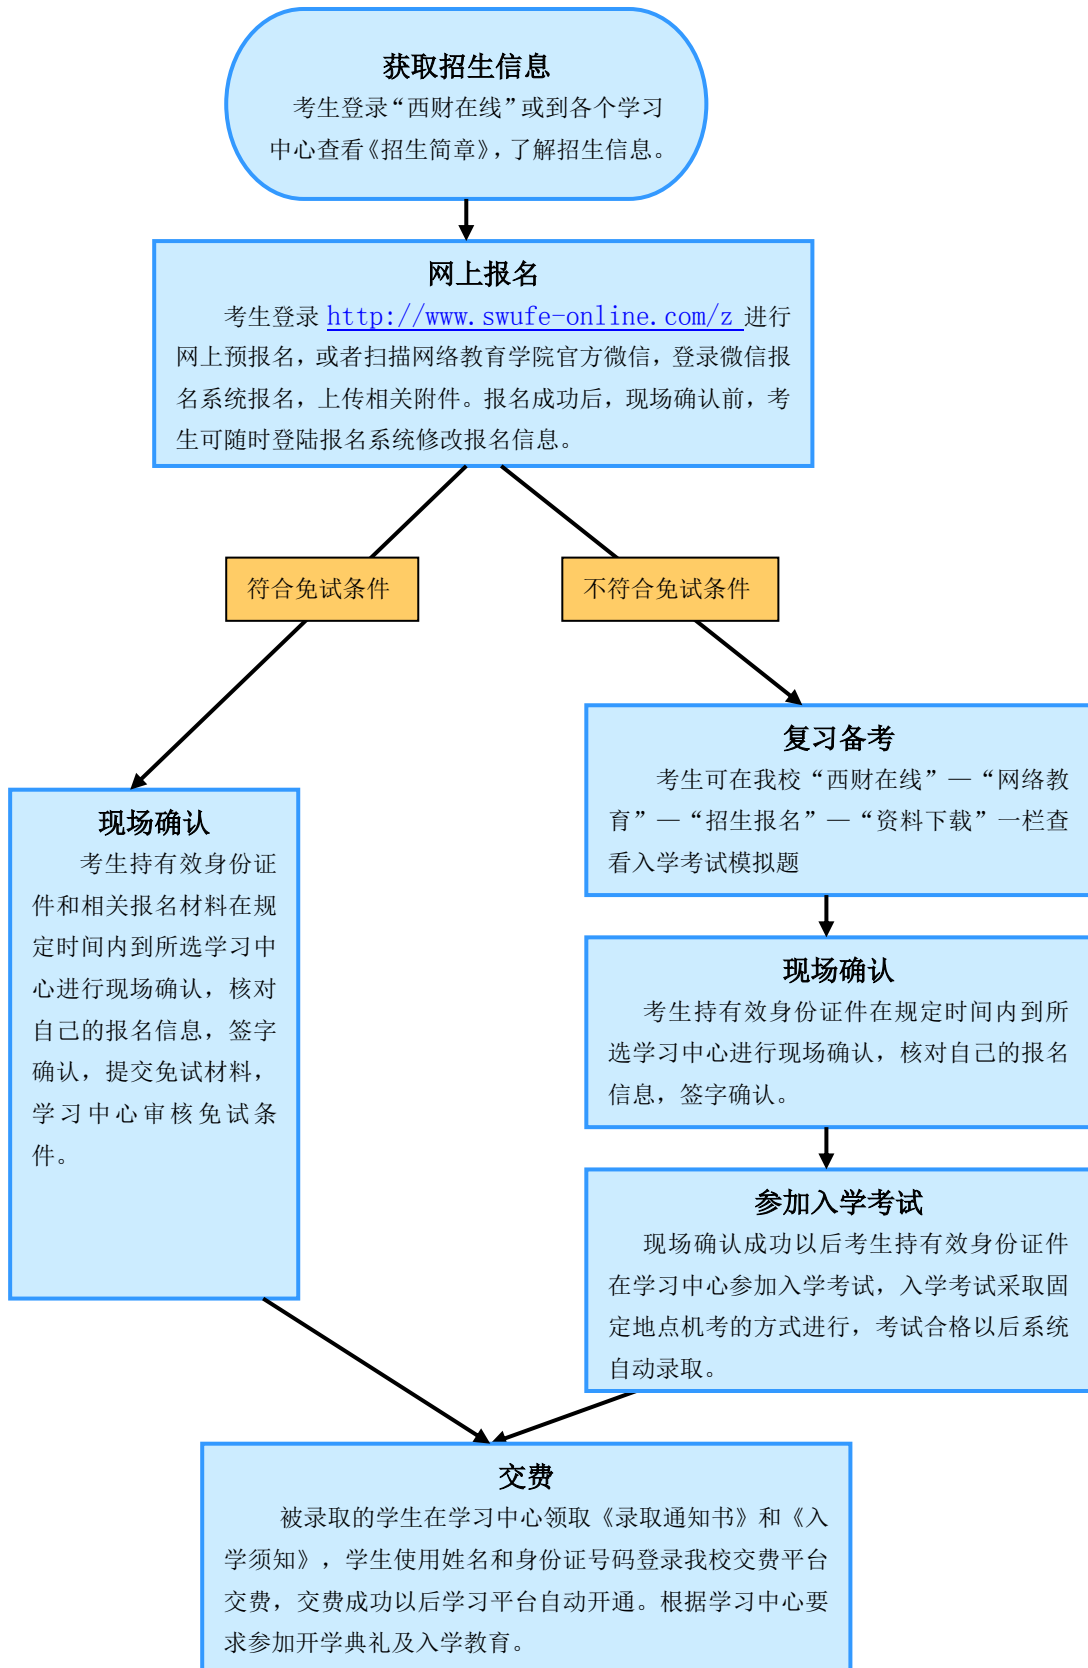 获取招生信息
考生登录“西财在线”或到各个学习
中心查看《招生简章》，了解招生信息。
网上报名
考生登录 http://www.swufe-online.com/z 进行
网上预报名，或者扫描网络教育学院官方微信，登录微信报
名系统报名，上传相关附件。报名成功后，现场确认前，考
生可随时登陆报名系统修改报名信息。
符合免试条件
不符合免试条件
现场确认
考生持有效身份证
件和相关报名材料在规
定时间内到所选学习中
心进行现场确认，核对
自己的报名信息，签字
确认，提交免试材料，
学习中心审核免试条
件。
复习备考
考生可在我校“西财在线”—“网络教
育”—“招生报名”—“资料下载”一栏查
看入学考试模拟题
现场确认
考生持有效身份证件在规定时间内到所
选学习中心进行现场确认，核对自己的报名
信息，签字确认。
参加入学考试
现场确认成功以后考生持有效身份证件
在学习中心参加入学考试，入学考试采取固
定地点机考的方式进行，考试合格以后系统
自动录取。
交费
被录取的学生在学习中心领取《录取通知书》和《入
学须知》，学生使用姓名和身份证号码登录我校交费平台
交费，交费成功以后学习平台自动开通。根据学习中心要
求参加开学典礼及入学教育。